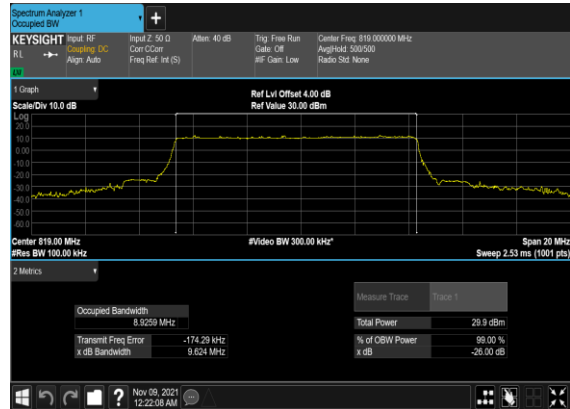 Spectrum Analyzer 1
Occupied BW
+
KEYSIGHT
RL
Input: RF
Coupling: DC
Align: Auto
Input Z: 50 Ω
Corr CCorr
Freq Ref: Int (S)
Atten: 40 dB
Trig: Free Run
Gate: Off
#IF Gain: Low
Center Freq: 819.000000 MHz
Avg|Hold: 500/500
Radio Std: None
1 Graph
Scale/Div 10.0 dB
Ref Lvl Offset 4.00 dB
Ref Value 30.00 dBm
Log
20.0
10.0
0.00
-10.0
-20.0
-30.0
-40.0
-50.0
-60.0
Center 819.00 MHz
#Res BW 100.00 kHz
#Video BW 300.00 kHz*
Span 20 MHz
Sweep 2.53 ms (1001 pts)
2 Metrics
Measure Trace
Trace 1
Occupied Bandwidth
8.9259 MHz
Total Power
29.9 dBm
Transmit Freq Error
-174.29 kHz
% of OBW Power
99.00 %
x dB Bandwidth
9.624 MHz
x dB
-26.00 dB
?
Nov 09, 2021
12:22:08 AM